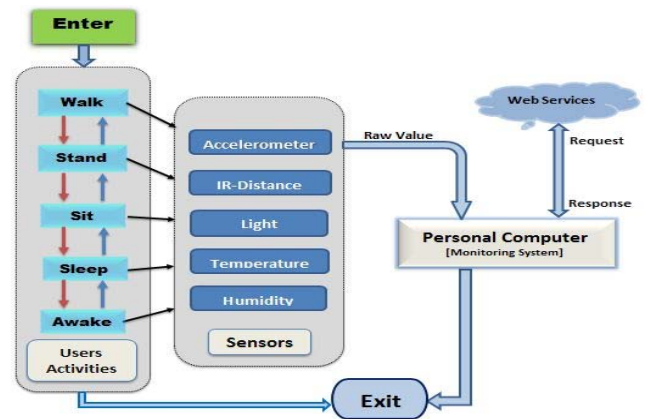 Enter
Walk
Stand
Sit
Sleep
Awake
Users
Activities
Accelerometer
IR-Distance
Light
Temperature
Humidity
Sensors
Raw Value
Web Services
Request
Response
Personal Computer
[Monitoring System]
Exit